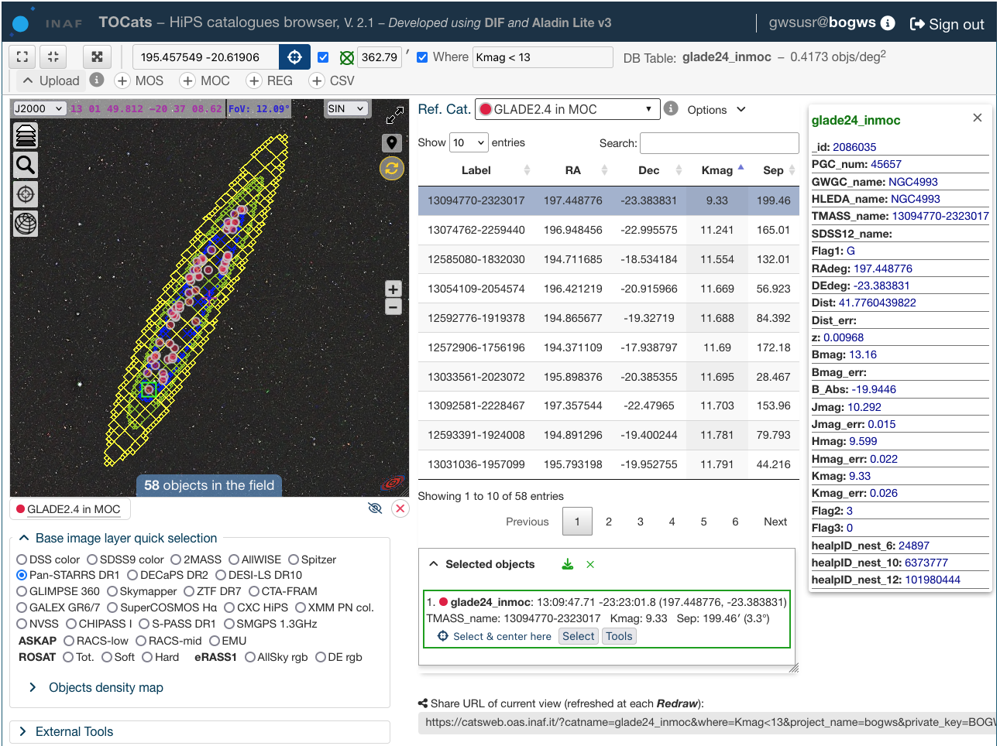 INAF TOCats – HiPS catalogues browser, V. 2.1 – Developed using DIF and Aladin Lite v3 gwsusr@bogws Sign out
195.457549 -20.61906 362.79 ′ Where Kmag < 13 DB Table: glade24_inmoc – 0.4173 objs/deg2
Upload MOS MOC REG CSV
J2000 13 01 49.812 -20 37 08.62 FoV: 12.09° SIN
58 objects in the field
GLADE2.4 in MOC
Base image layer quick selection
DSS color SDSS9 color 2MASS AllWISE Spitzer
Pan-STARRS DR1 DECaPS DR2 DESI-LS DR10
GLIMPSE 360 Skymapper ZTF DR7 CTA-FRAM
GALEX GR6/7 SuperCOSMOS Hα CXC HiPS XMM PN col.
NVSS CHIPASS I S-PASS DR1 SMGPS 1.3GHz
ASKAP RACS-low RACS-mid EMU
ROSAT Tot. Soft Hard eRASS1 AllSky rgb DE rgb
Objects density map
External Tools
Ref. Cat. GLADE2.4 in MOC Options
Show 10 entries Search:
Label RA Dec Kmag Sep
13094770-2323017 197.448776 -23.383831 9.33 199.46
13074762-2259440 196.948456 -22.995575 11.241 165.01
12585080-1832030 194.711685 -18.534184 11.554 132.01
13054109-2054574 196.421219 -20.915966 11.669 56.923
12592776-1919378 194.865677 -19.32719 11.688 84.392
12572906-1756196 194.371109 -17.938797 11.69 172.18
13033561-2023072 195.898376 -20.385355 11.695 28.467
13092581-2228467 197.357544 -22.47965 11.703 153.96
12593391-1924008 194.891296 -19.400244 11.781 79.793
13031036-1957099 195.793198 -19.952755 11.791 44.216
Showing 1 to 10 of 58 entries
Previous 1 2 3 4 5 6 Next
Selected objects
1. glade24_inmoc: 13:09:47.71 -23:23:01.8 (197.448776, -23.383831)
TMASS_name: 13094770-2323017 Kmag: 9.33 Sep: 199.46′ (3.3°)
Select & center here Select Tools
Share URL of current view (refreshed at each Redraw):
https://catsweb.oas.inaf.it/?catname=glade24_inmoc&where=Kmag<13&project_name=bogws&private_key=BOGW
glade24_inmoc
_id: 2086035
PGC_num: 45657
GWGC_name: NGC4993
HLEDA_name: NGC4993
TMASS_name: 13094770-2323017
SDSS12_name:
Flag1: G
RAdeg: 197.448776
DEdeg: -23.383831
Dist: 41.7760439822
Dist_err:
z: 0.00968
Bmag: 13.16
Bmag_err:
B_Abs: -19.9446
Jmag: 10.292
Jmag_err: 0.015
Hmag: 9.599
Hmag_err: 0.022
Kmag: 9.33
Kmag_err: 0.026
Flag2: 3
Flag3: 0
healpID_nest_6: 24897
healpID_nest_10: 6373777
healpID_nest_12: 101980444